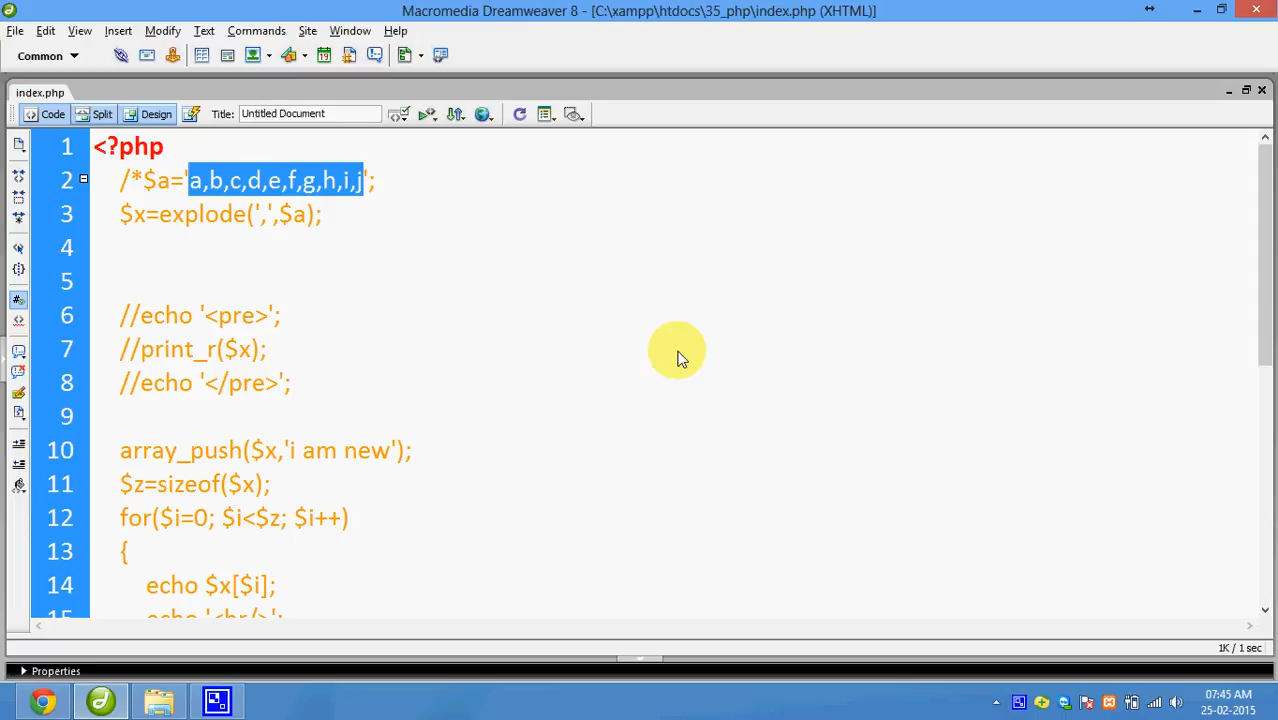 Macromedia Dreamweaver 8 - [C:\xampp\htdocs\35_php\index.php (XHTML)]
File Edit View Insert Modify Text Commands Site Window Help
Common
index.php
Code Split Design Title: Untitled Document
1 <?php
2 /*$a='a,b,c,d,e,f,g,h,i,j';
3 $x=explode(',',$a);
4
5
6 //echo '<pre>';
7 //print_r($x);
8 //echo '</pre>';
9
10 array_push($x,'i am new');
11 $z=sizeof($x);
12 for($i=0; $i<$z; $i++)
13 {
14 echo $x[$i];
15 echo '<br/>';
1K / 1 sec
Properties
07:45 AM
25-02-2015